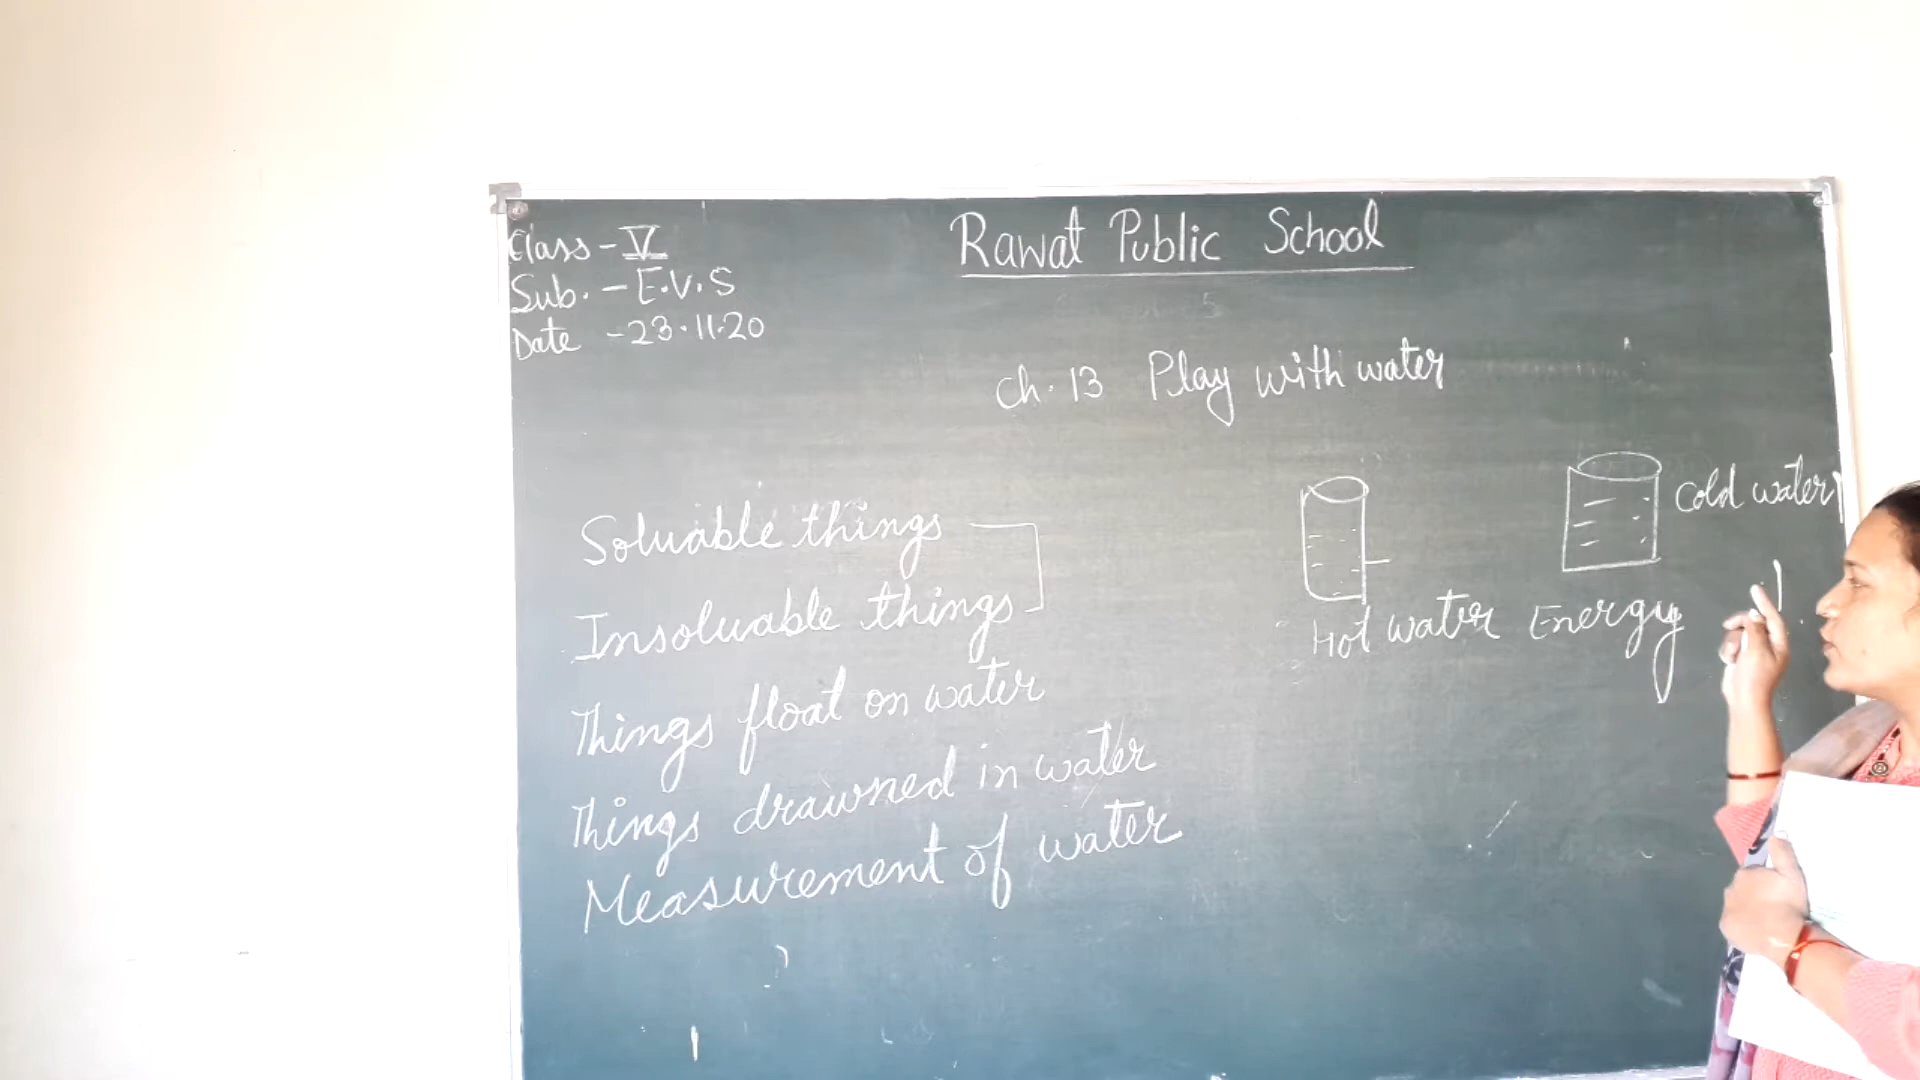 Rawat Public School
Class - V
Sub. - E.V.S
Date - 23.11.20
Ch. 13 Play with water
Soluable things
Insoluable things
Things float on water
Things drawned in water
Measurement of water
Cold water
Hot water Energy